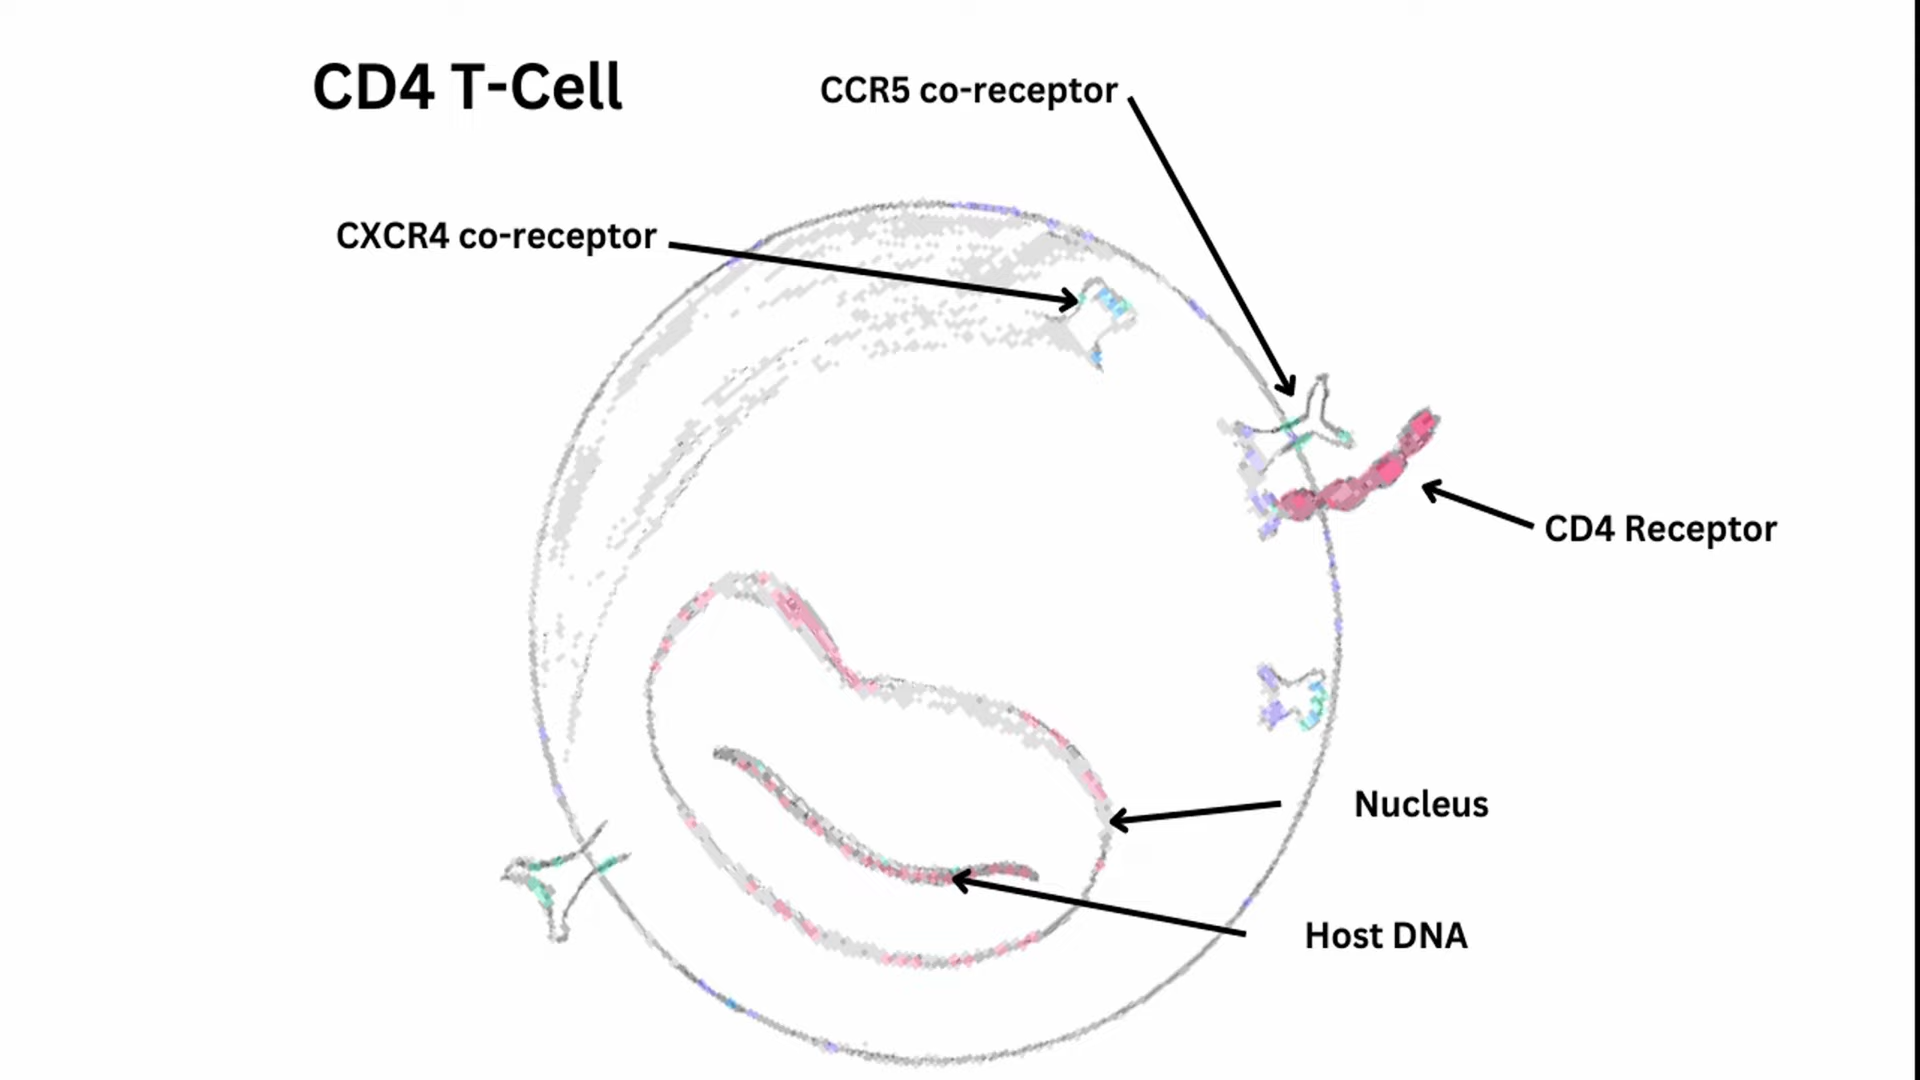 CD4 T-Cell
CCR5 co-receptor
CXCR4 co-receptor
CD4 Receptor
Nucleus
Host DNA